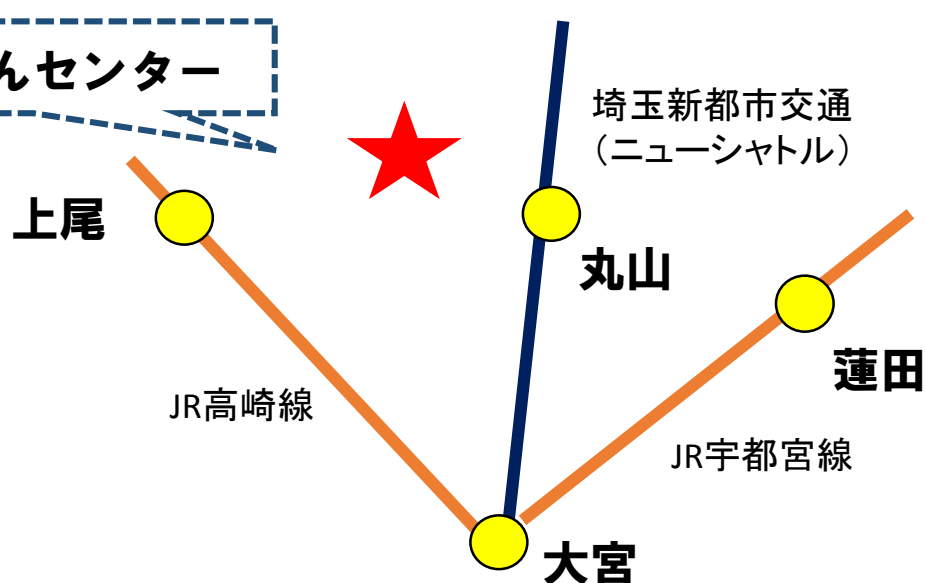 んセンター
埼玉新都市交通
（ニューシャトル）
上尾
丸山
蓮田
JR高崎線
JR宇都宮線
大宮